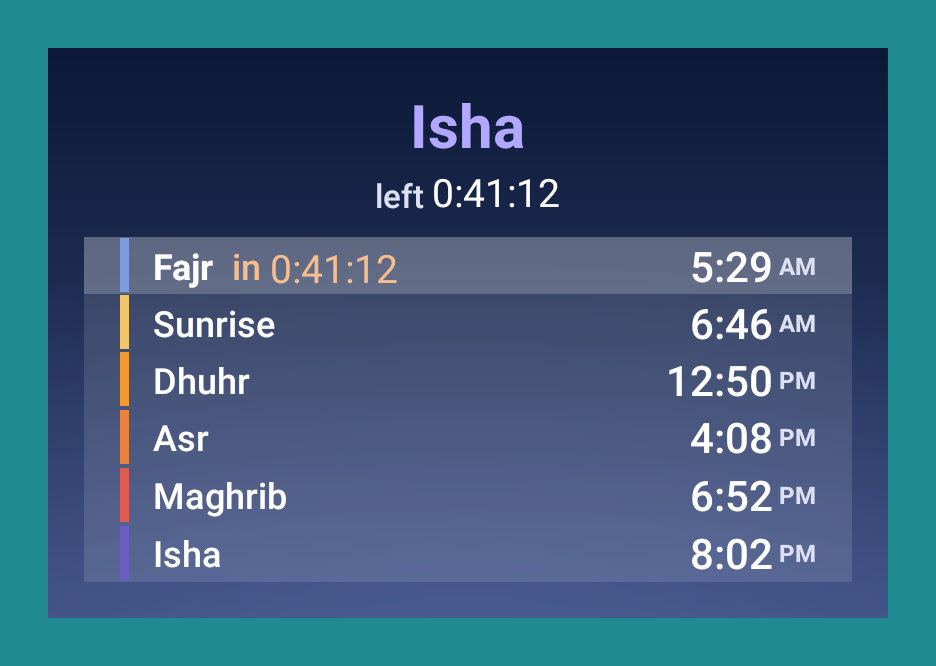 Isha
left 0:41:12
Fajr in 0:41:12 5:29 AM
Sunrise 6:46 AM
Dhuhr 12:50 PM
Asr 4:08 PM
Maghrib 6:52 PM
Isha 8:02 PM